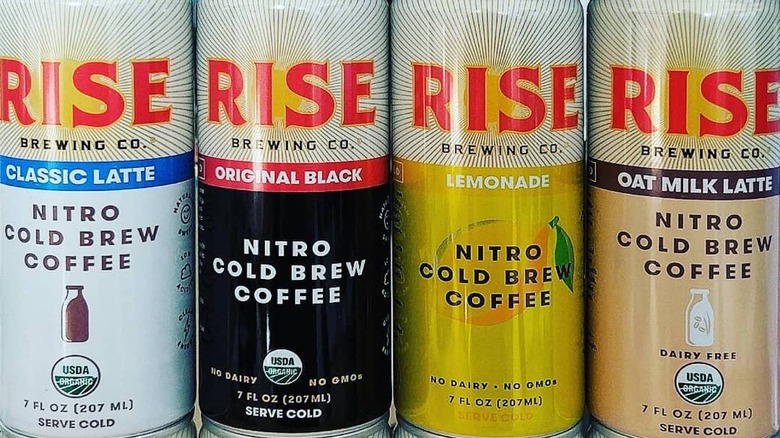 RISE
BREWING CO.
CLASSIC LATTE
NITRO
COLD BREW
COFFEE
USDA
ORGANIC
7 FL OZ (207 ML)
SERVE COLD
RISE
BREWING CO.
ORIGINAL BLACK
NITRO
COLD BREW
COFFEE
USDA
ORGANIC
NO DAIRY NO GMOs
7 FL OZ (207 ML)
SERVE COLD
RISE
BREWING CO.
LEMONADE
NITRO
COLD BREW
COFFEE
NO DAIRY • NO GMOs
7 FL OZ (207 ML)
SERVE COLD
RISE
BREWING CO.
OAT MILK LATTE
NITRO
COLD BREW
COFFEE
DAIRY FREE
USDA
ORGANIC
7 FL OZ (207 ML)
SERVE COLD